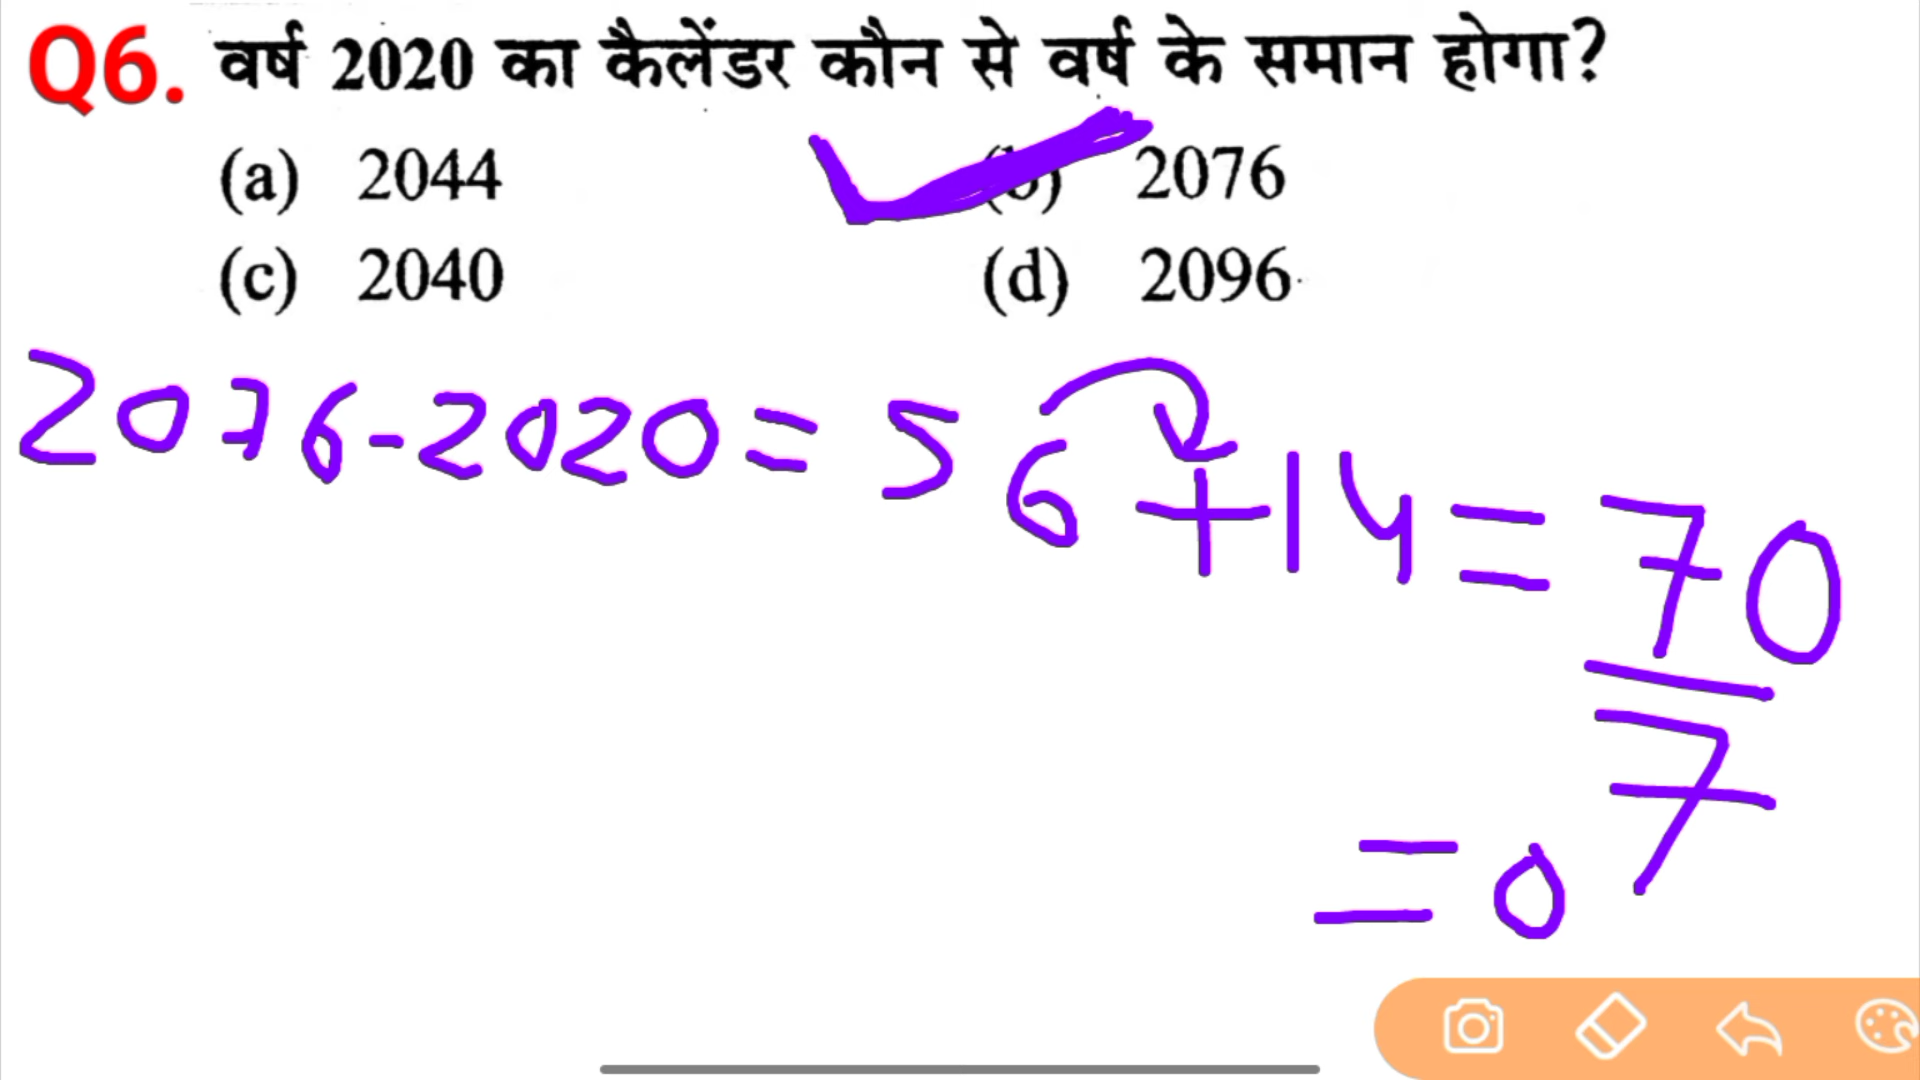 Q6. वर्ष 2020 का कैलेंडर कौन से वर्ष के समान होगा?
(a) 2044 (b) 2076
(c) 2040 (d) 2096
2076-2020= 56+14=70
7
=0